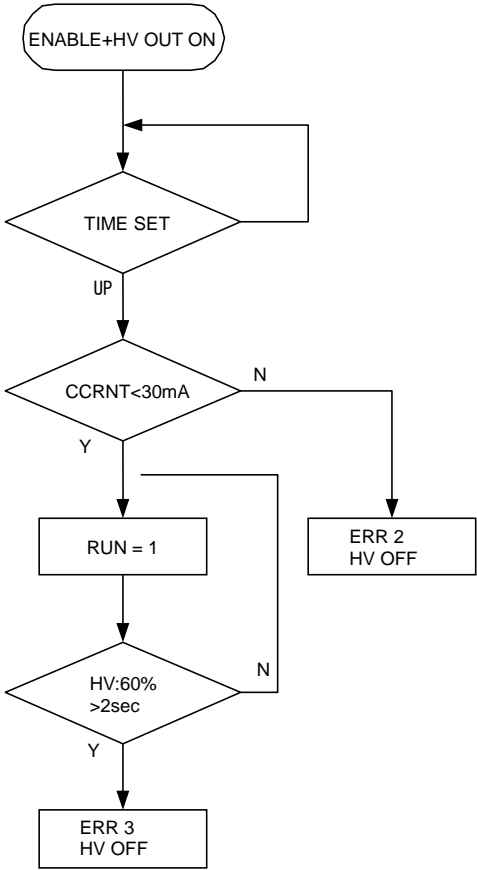 ENABLE+HV OUT ON
TIME SET
UP
CCRNT<30mA
N
Y
RUN = 1
ERR 2
HV OFF
HV:60%
>2sec
N
Y
ERR 3
HV OFF